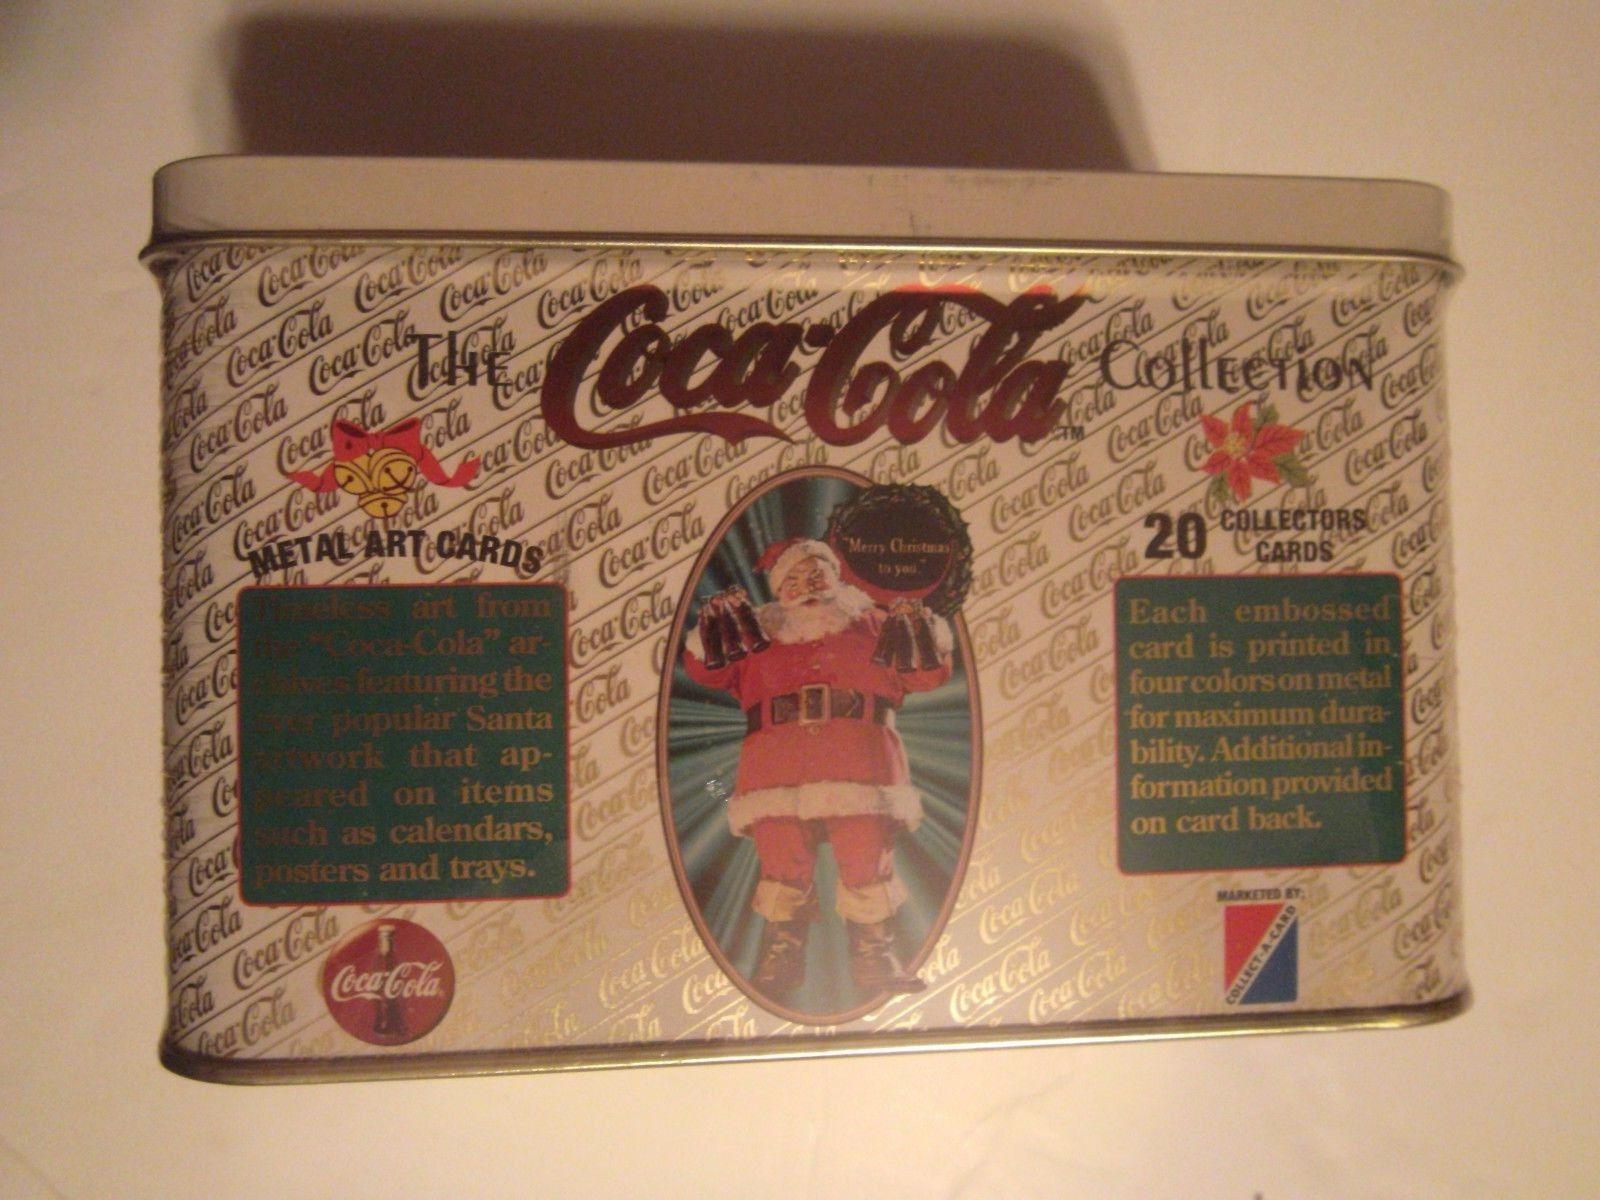 The Coca-Cola™ Collection
METAL ART CARDS
Timeless art from
the "Coca-Cola" ar-
chives featuring the
ever popular Santa
artwork that ap-
peared on items
such as calendars,
posters and trays.
Coca-Cola
"Merry Christmas
to you."
20 COLLECTORS
CARDS
Each embossed
card is printed in
four colors on metal
for maximum dura-
bility. Additional in-
formation provided
on card back.
MARKETED BY:
COLLECT-A-CARD